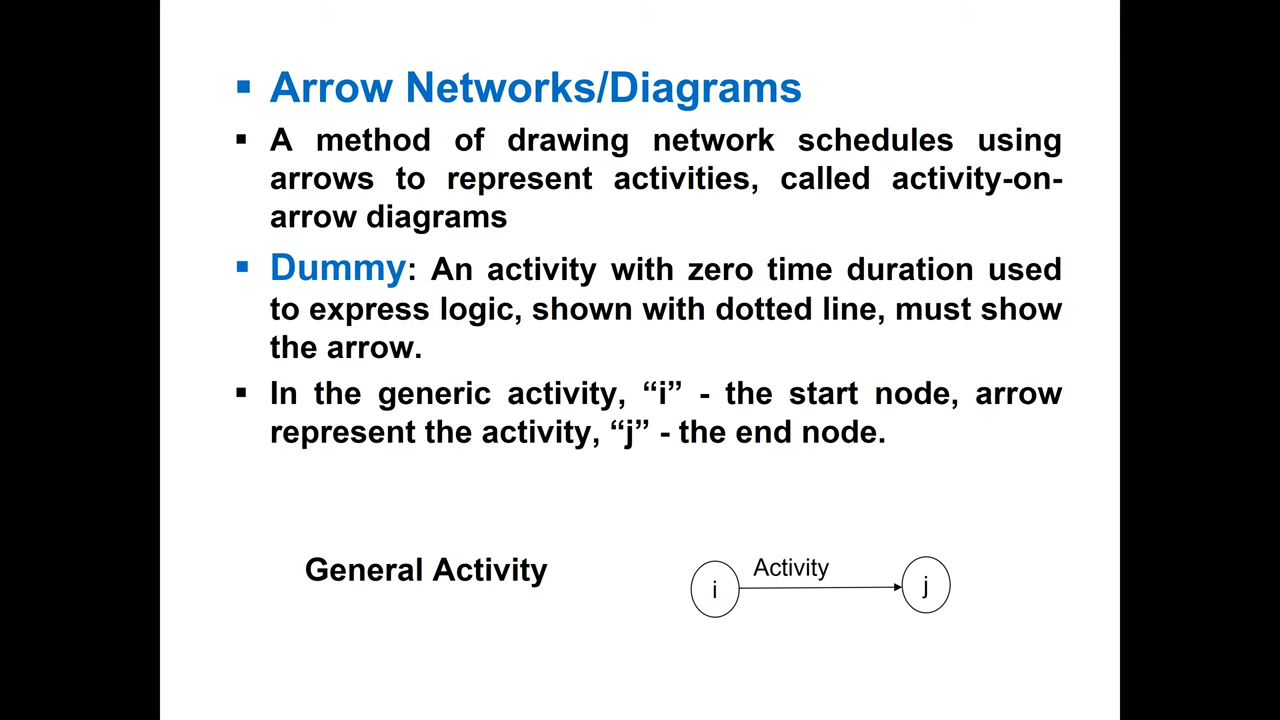 ▪ Arrow Networks/Diagrams
▪ A method of drawing network schedules using
arrows to represent activities, called activity-on-
arrow diagrams
▪ Dummy: An activity with zero time duration used
to express logic, shown with dotted line, must show
the arrow.
▪ In the generic activity, “i” - the start node, arrow
represent the activity, “j” - the end node.
General Activity
Activity
i
j